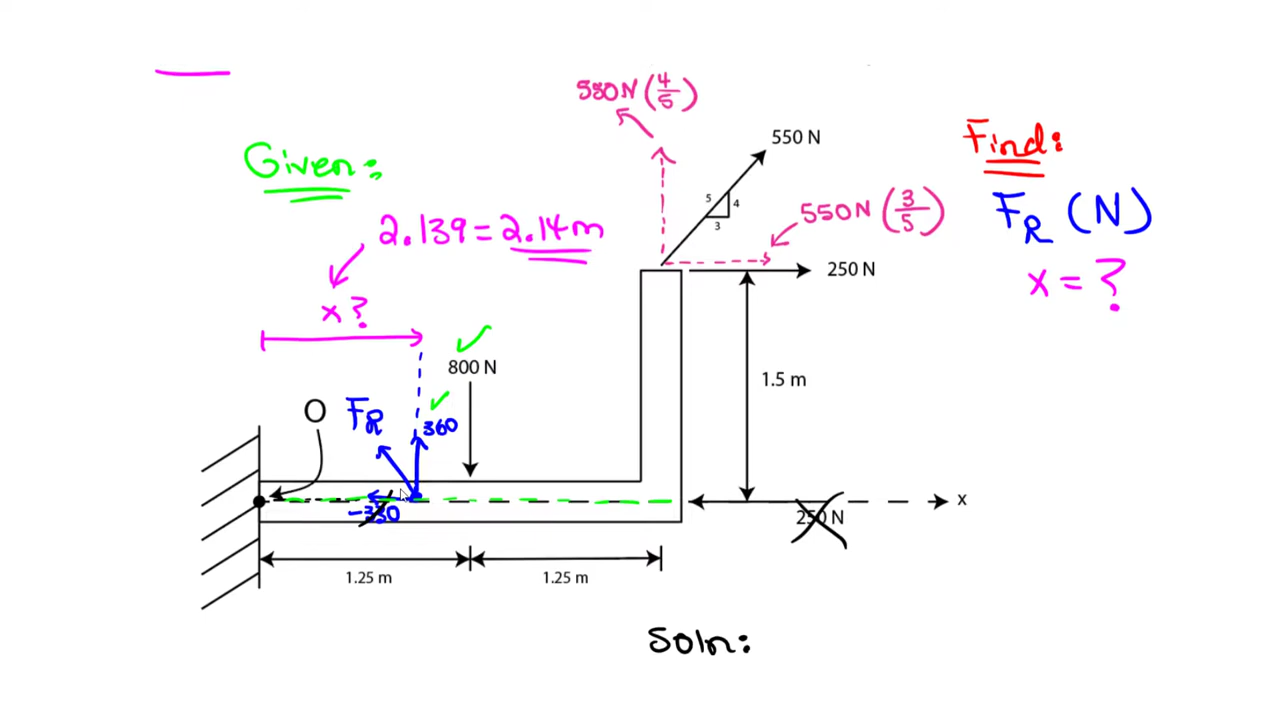 550N (4/5)
550 N
Find:
Given:
5
4
3
550N (3/5)
FR (N)
2.139 = 2.14m
250 N
x = ?
x?
800 N
1.5 m
O
FR
360
-330
250 N
x
1.25 m
1.25 m
Soln: